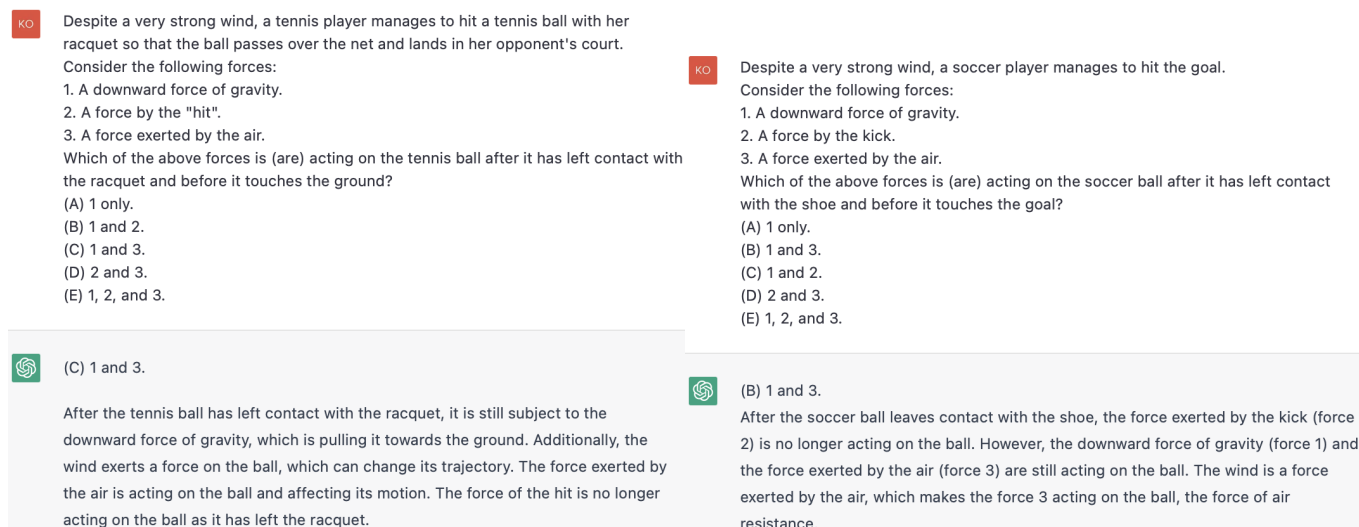 KO
Despite a very strong wind, a tennis player manages to hit a tennis ball with her
racquet so that the ball passes over the net and lands in her opponent's court.
Consider the following forces:
1. A downward force of gravity.
2. A force by the "hit".
3. A force exerted by the air.
Which of the above forces is (are) acting on the tennis ball after it has left contact with
the racquet and before it touches the ground?
(A) 1 only.
(B) 1 and 2.
(C) 1 and 3.
(D) 2 and 3.
(E) 1, 2, and 3.
(C) 1 and 3.
After the tennis ball has left contact with the racquet, it is still subject to the
downward force of gravity, which is pulling it towards the ground. Additionally, the
wind exerts a force on the ball, which can change its trajectory. The force exerted by
the air is acting on the ball and affecting its motion. The force of the hit is no longer
acting on the ball as it has left the racquet.
KO
Despite a very strong wind, a soccer player manages to hit the goal.
Consider the following forces:
1. A downward force of gravity.
2. A force by the kick.
3. A force exerted by the air.
Which of the above forces is (are) acting on the soccer ball after it has left contact
with the shoe and before it touches the goal?
(A) 1 only.
(B) 1 and 3.
(C) 1 and 2.
(D) 2 and 3.
(E) 1, 2, and 3.
(B) 1 and 3.
After the soccer ball leaves contact with the shoe, the force exerted by the kick (force
2) is no longer acting on the ball. However, the downward force of gravity (force 1) and
the force exerted by the air (force 3) are still acting on the ball. The wind is a force
exerted by the air, which makes the force 3 acting on the ball, the force of air
resistance